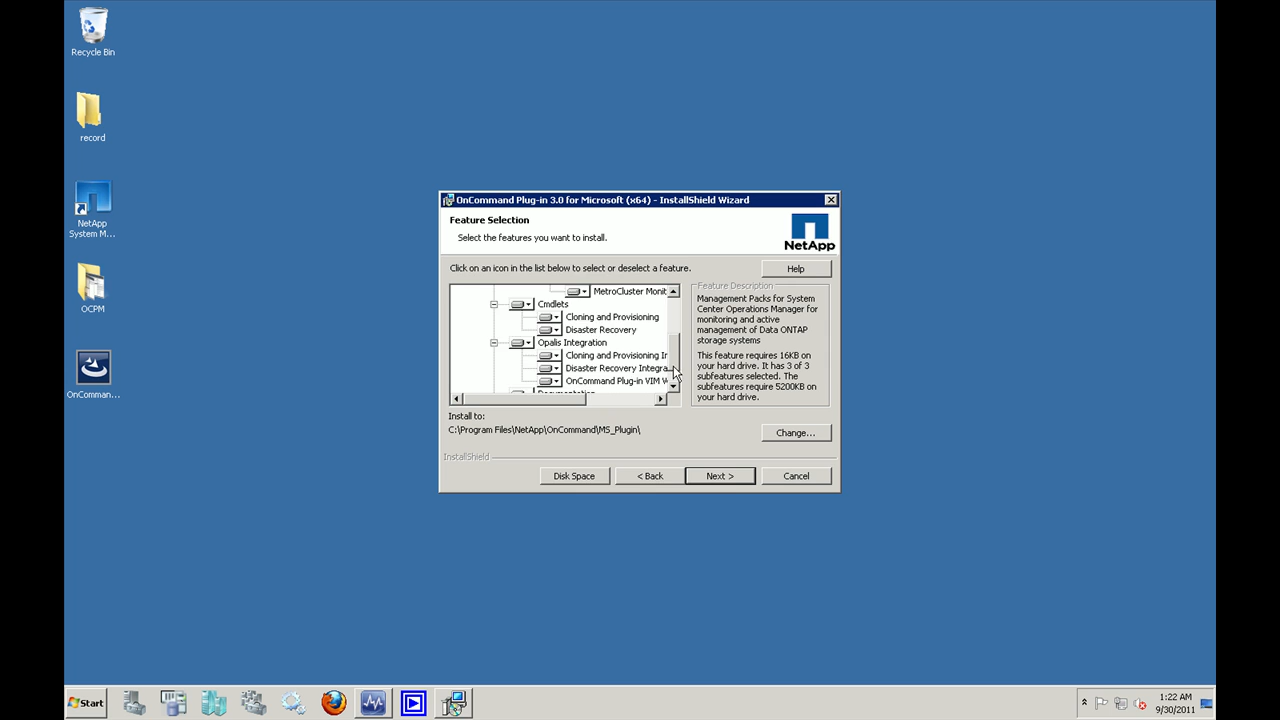 Recycle Bin
record
NetApp
System M...
OCPM
OnComman...
OnCommand Plug-in 3.0 for Microsoft (x64) - InstallShield Wizard
Feature Selection
Select the features you want to install.
NetApp
Click on an icon in the list below to select or deselect a feature.
Help
MetroCluster Monit
Cmdlets
Cloning and Provisioning
Disaster Recovery
Opalis Integration
Cloning and Provisioning Ir
Disaster Recovery Integra
OnCommand Plug-in VIM W
Documentation
Feature Description
Management Packs for System
Center Operations Manager for
monitoring and active
management of Data ONTAP
storage systems
This feature requires 16KB on
your hard drive. It has 3 of 3
subfeatures selected. The
subfeatures require 5200KB on
your hard drive.
Install to:
C:\Program Files\NetApp\OnCommand\MS_Plugin\
Change...
InstallShield
Disk Space
< Back
Next >
Cancel
Start
1:22 AM
9/30/2011